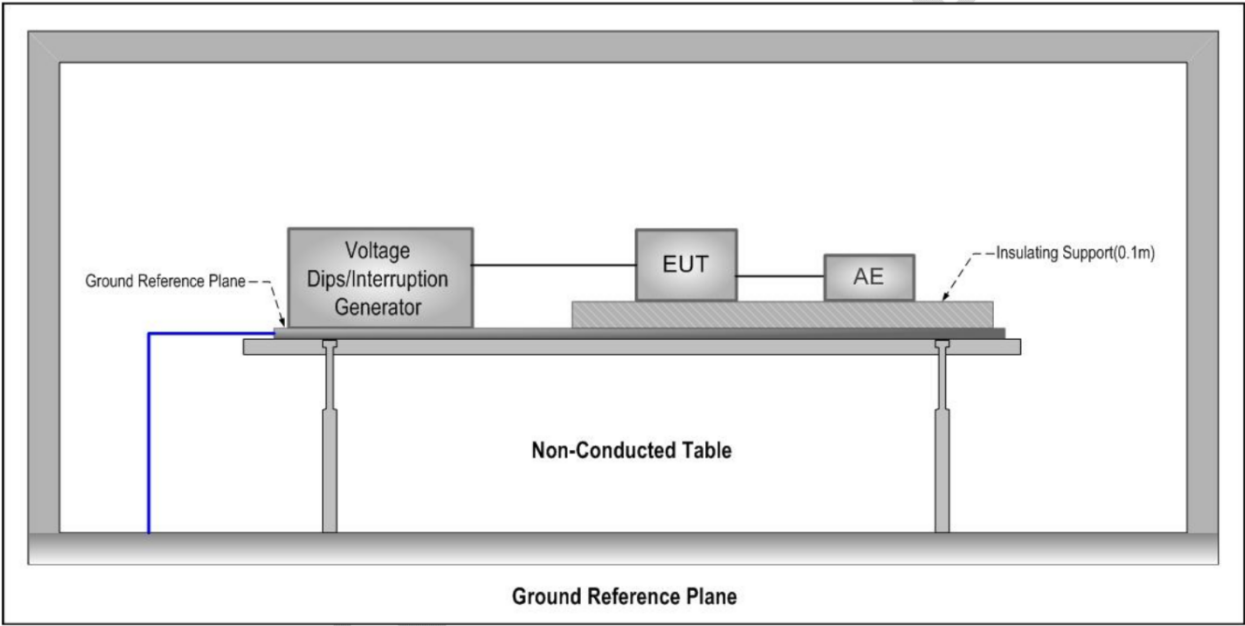 Voltage
Dips/Interruption
Generator
EUT
AE
Insulating Support(0.1m)
Ground Reference Plane
Non-Conducted Table
Ground Reference Plane